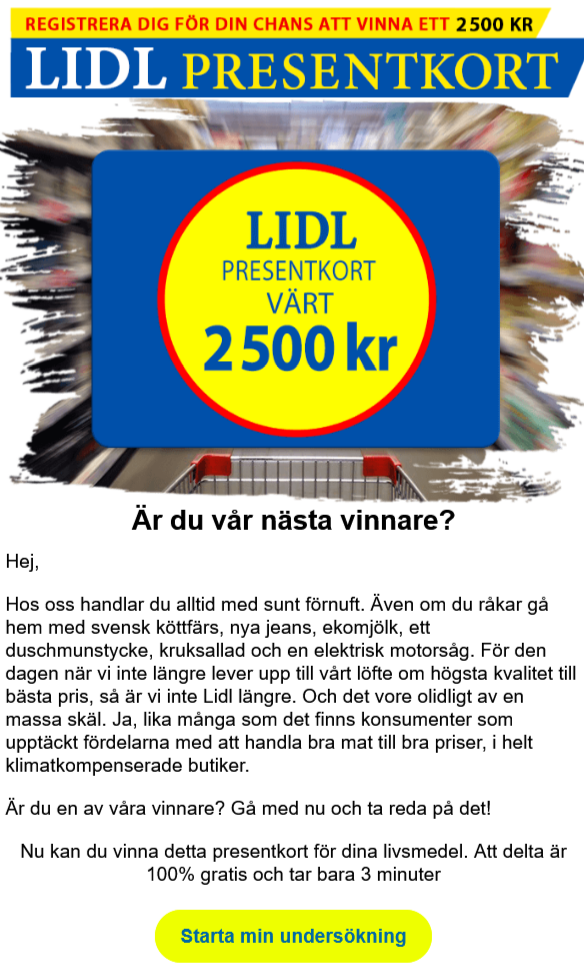 REGISTRERA DIG FÖR DIN CHANS ATT VINNA ETT 2500 KR
LIDL PRESENTKORT
LIDL
PRESENTKORT
VÄRT
2500 kr
Är du vår nästa vinnare?
Hej,
Hos oss handlar du alltid med sunt förnuft. Även om du råkar gå
hem med svensk köttfärs, nya jeans, ekomjölk, ett
duschmunstycke, kruksallad och en elektrisk motorsåg. För den
dagen när vi inte längre lever upp till vårt löfte om högsta kvalitet till
bästa pris, så är vi inte Lidl längre. Och det vore olidligt av en
massa skäl. Ja, lika många som det finns konsumenter som
upptäckt fördelarna med att handla bra mat till bra priser, i helt
klimatkompenserade butiker.
Är du en av våra vinnare? Gå med nu och ta reda på det!
Nu kan du vinna detta presentkort för dina livsmedel. Att delta är
100% gratis och tar bara 3 minuter
Starta min undersökning